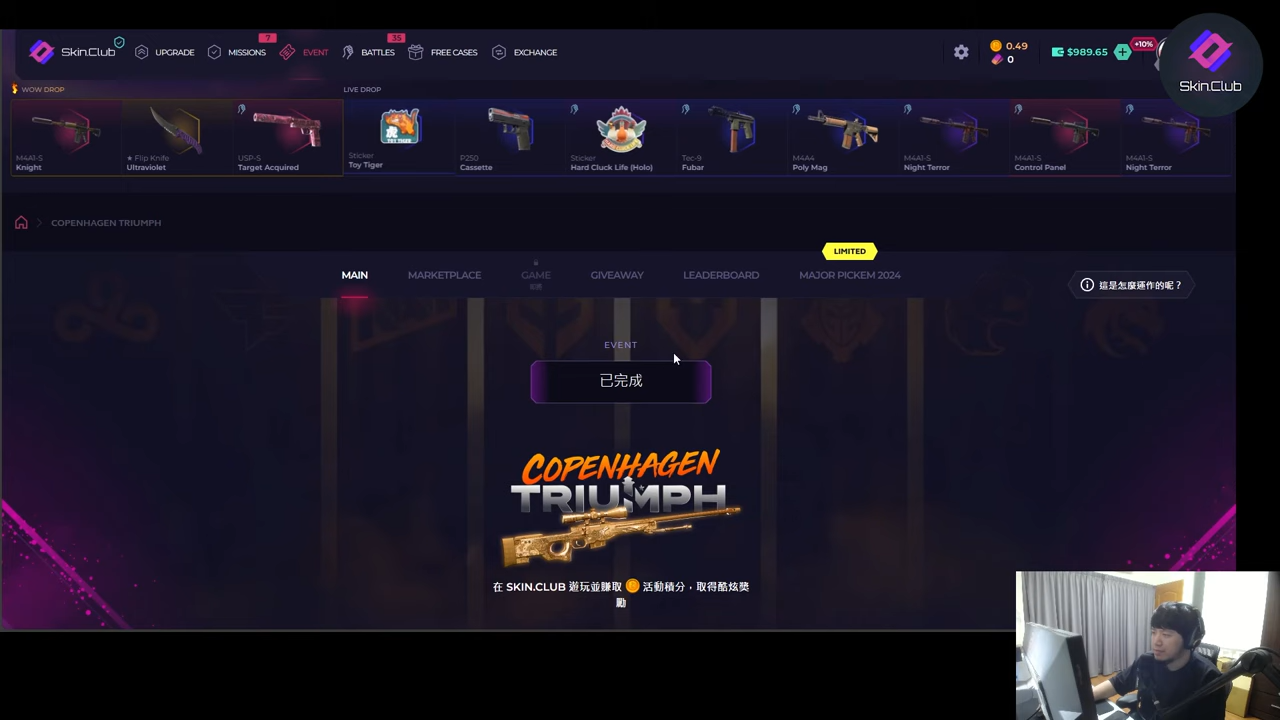 Skin.Club
UPGRADE
7
MISSIONS
EVENT
35
BATTLES
FREE CASES
EXCHANGE
0.49
0
$989.65
+10%
Skin.Club
WOW DROP
LIVE DROP
M4A1-S
Knight
★ Flip Knife
Ultraviolet
USP-S
Target Acquired
Sticker
Toy Tiger
P250
Cassette
Sticker
Hard Cluck Life (Holo)
Tec-9
Fubar
M4A4
Poly Mag
M4A1-S
Night Terror
M4A1-S
Control Panel
M4A1-S
Night Terror
COPENHAGEN TRIUMPH
LIMITED
MAIN
MARKETPLACE
GAME
GIVEAWAY
LEADERBOARD
MAJOR PICKEM 2024
這是怎麼運作的呢？
EVENT
已完成
COPENHAGEN
TRIUMPH
在 SKIN.CLUB 遊玩並賺取 活動積分，取得酷炫獎
勵